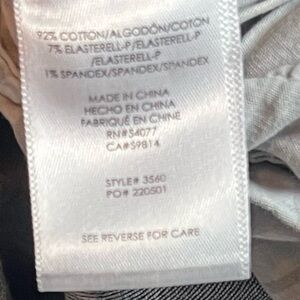 92% COTTON/ALGODÓN/COTON
7% ELASTERELL-P/ELASTERELL-P
/ELASTERELL-P
1% SPANDEX/SPANDEX/SPANDEX
MADE IN CHINA
HECHO EN CHINA
FABRIQUÉ EN CHINE
RN#54077
CA#59814
STYLE# 3560
PO# 220501
SEE REVERSE FOR CARE